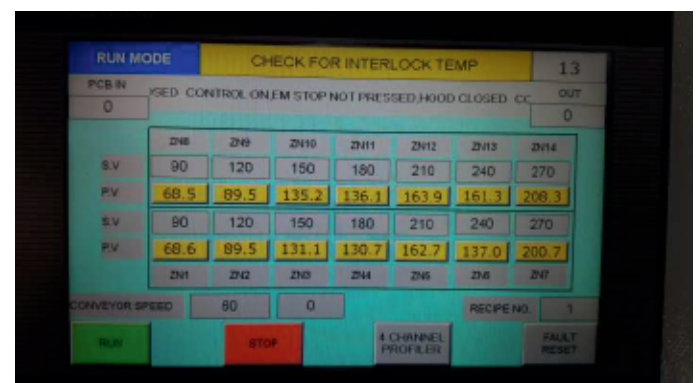 RUN MODE CHECK FOR INTERLOCK TEMP 13
PCB IN SED CONTROL ON,EM STOP NOT PRESSED,HOOD CLOSED CC OUT
0 0
ZN8 ZN9 ZN10 ZN11 ZN12 ZN13 ZN14
S.V 90 120 150 180 210 240 270
P.V 68.5 89.5 135.2 136.1 163.9 161.3 208.3
S.V 90 120 150 180 210 240 270
P.V 68.6 89.5 131.1 130.7 162.7 137.0 200.7
ZN1 ZN2 ZN3 ZN4 ZN5 ZN6 ZN7
CONVEYOR SPEED 60 0 RECIPE NO. 1
RUN STOP 4 CHANNEL FAULT
PROFILER RESET